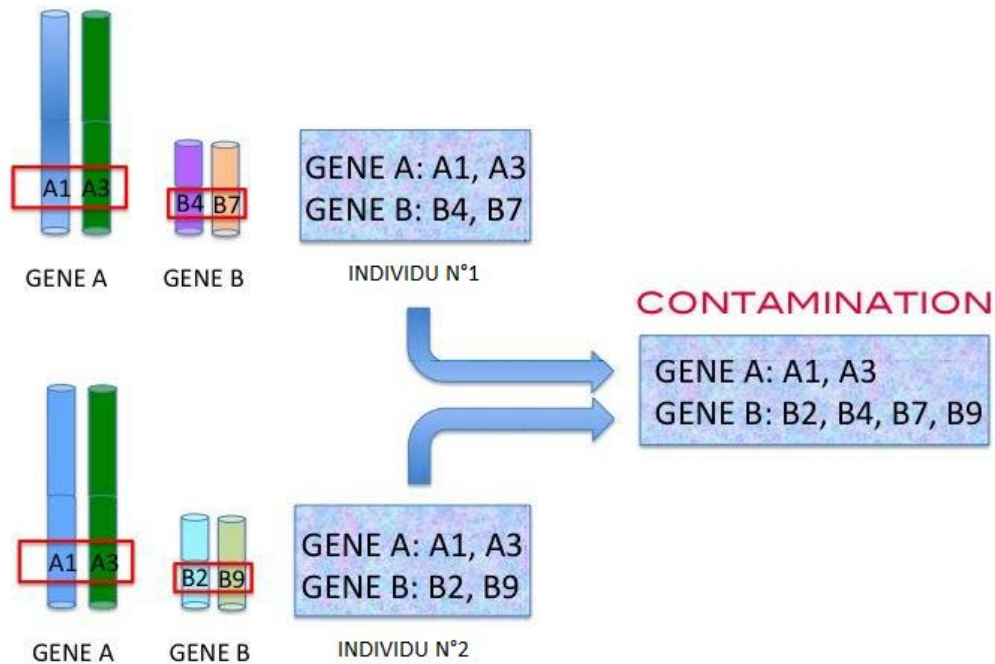 A1 A3
B4 B7
GENE A
GENE B
GENE A: A1, A3
GENE B: B4, B7
INDIVIDU N°1
CONTAMINATION
GENE A: A1, A3
GENE B: B2, B4, B7, B9
A1 A3
B2 B9
GENE A
GENE B
GENE A: A1, A3
GENE B: B2, B9
INDIVIDU N°2